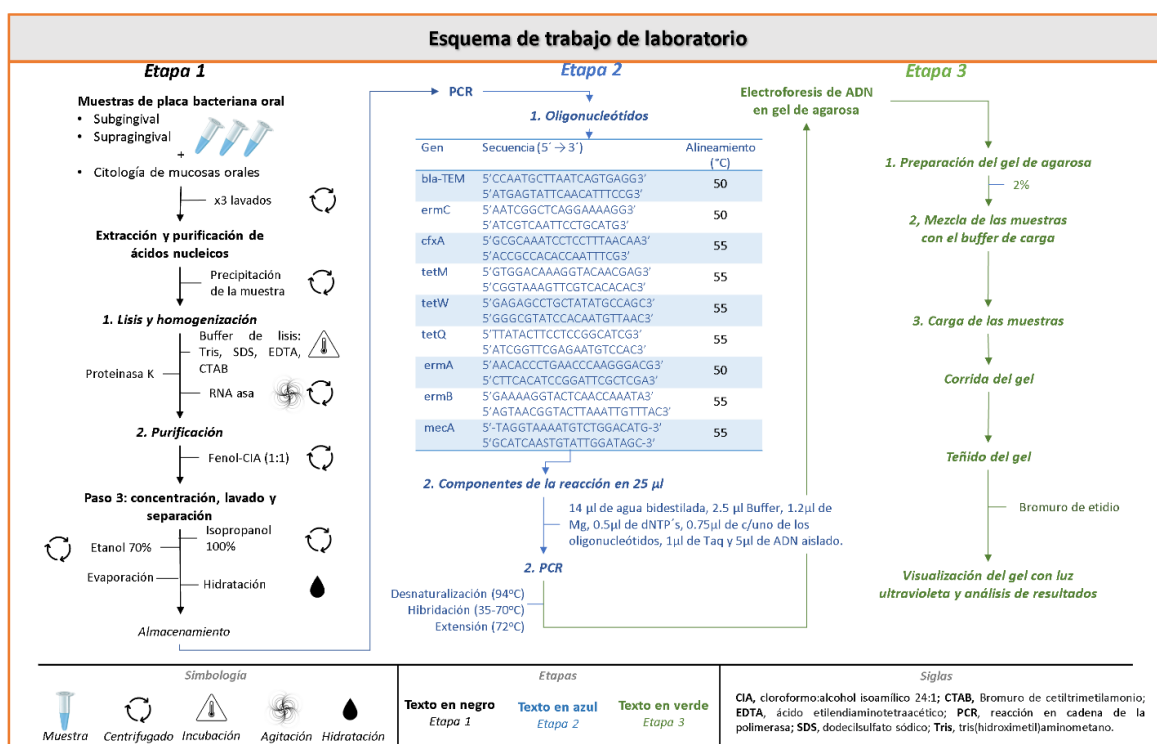 Esquema de trabajo de laboratorio
Etapa 1
Muestras de placa bacteriana oral
• Subgingival
• Supragingival
+
• Citología de mucosas orales
x3 lavados
Extracción y purificación de
ácidos nucleicos
Precipitación
de la muestra
1. Lisis y homogenización
Buffer de lisis:
Tris, SDS, EDTA,
CTAB
Proteinasa K
RNA asa
2. Purificación
Fenol-CIA (1:1)
Paso 3: concentración, lavado y
separación
Isopropanol
100%
Etanol 70%
Evaporación
Hidratación
Almacenamiento
Etapa 2
PCR
1. Oligonucleótidos
Gen Secuencia (5´ → 3´) Alineamiento
(°C)
bla-TEM 5’CCAATGCTTAATCAGTGAGG3’ 50
5’ATGAGTATTCAACATTTCCG3’
ermC 5’AATCGGCTCAGGAAAAGG3’ 50
5’ATCGTCAATTCCTGCATG3’
cfxA 5’GCGCAAATCCTCCTTTAACAA3’ 55
5’ACCGCCACACCAATTTCG3’
tetM 5’GTGGACAAAGGTACAACGAG3’ 55
5’CGGTAAAGTTCGTCACACAC3’
tetW 5’GAGAGCCTGCTATATGCCAGC3’ 55
5’GGGCGTATCCACAATGTTAAC3’
tetQ 5’TTATACTTCCTCCGGCATCG3’ 55
5’ATCGGTTCGAGAATGTCCAC3’
ermA 5’AACACCCTGAACCCAAGGGACG3’ 50
5’CTTCACATCCGGATTCGCTCGA3’
ermB 5’GAAAAGGTACTCAACCAAATA3’ 55
5’AGTAACGGTACTTAAATTGTTTAC3’
mecA 5’-TAGGTAAAATGTCTGGACATG-3’ 55
5’GCATCAASTGTATTGGATAGC-3’
2. Componentes de la reacción en 25 µl
14 µl de agua bidestilada, 2.5 µl Buffer, 1.2µl de
Mg, 0.5µl de dNTP´s, 0.75µl de c/uno de los
oligonucleótidos, 1µl de Taq y 5µl de ADN aislado.
2. PCR
Desnaturalización (94ºC)
Hibridación (35-70ºC)
Extensión (72ºC)
Etapa 3
Electroforesis de ADN
en gel de agarosa
1. Preparación del gel de agarosa
2%
2, Mezcla de las muestras
con el buffer de carga
3. Carga de las muestras
Corrida del gel
Teñido del gel
Bromuro de etidio
Visualización del gel con luz
ultravioleta y análisis de resultados
Simbología
Muestra Centrifugado Incubación Agitación Hidratación
Etapas
Texto en negro Texto en azul Texto en verde
Etapa 1 Etapa 2 Etapa 3
Siglas
CIA, cloroformo:alcohol isoamílico 24:1; CTAB, Bromuro de cetiltrimetilamonio;
EDTA, ácido etilendiaminotetraacético; PCR, reacción en cadena de la
polimerasa; SDS, dodecilsulfato sódico; Tris, tris(hidroximetil)aminometano.